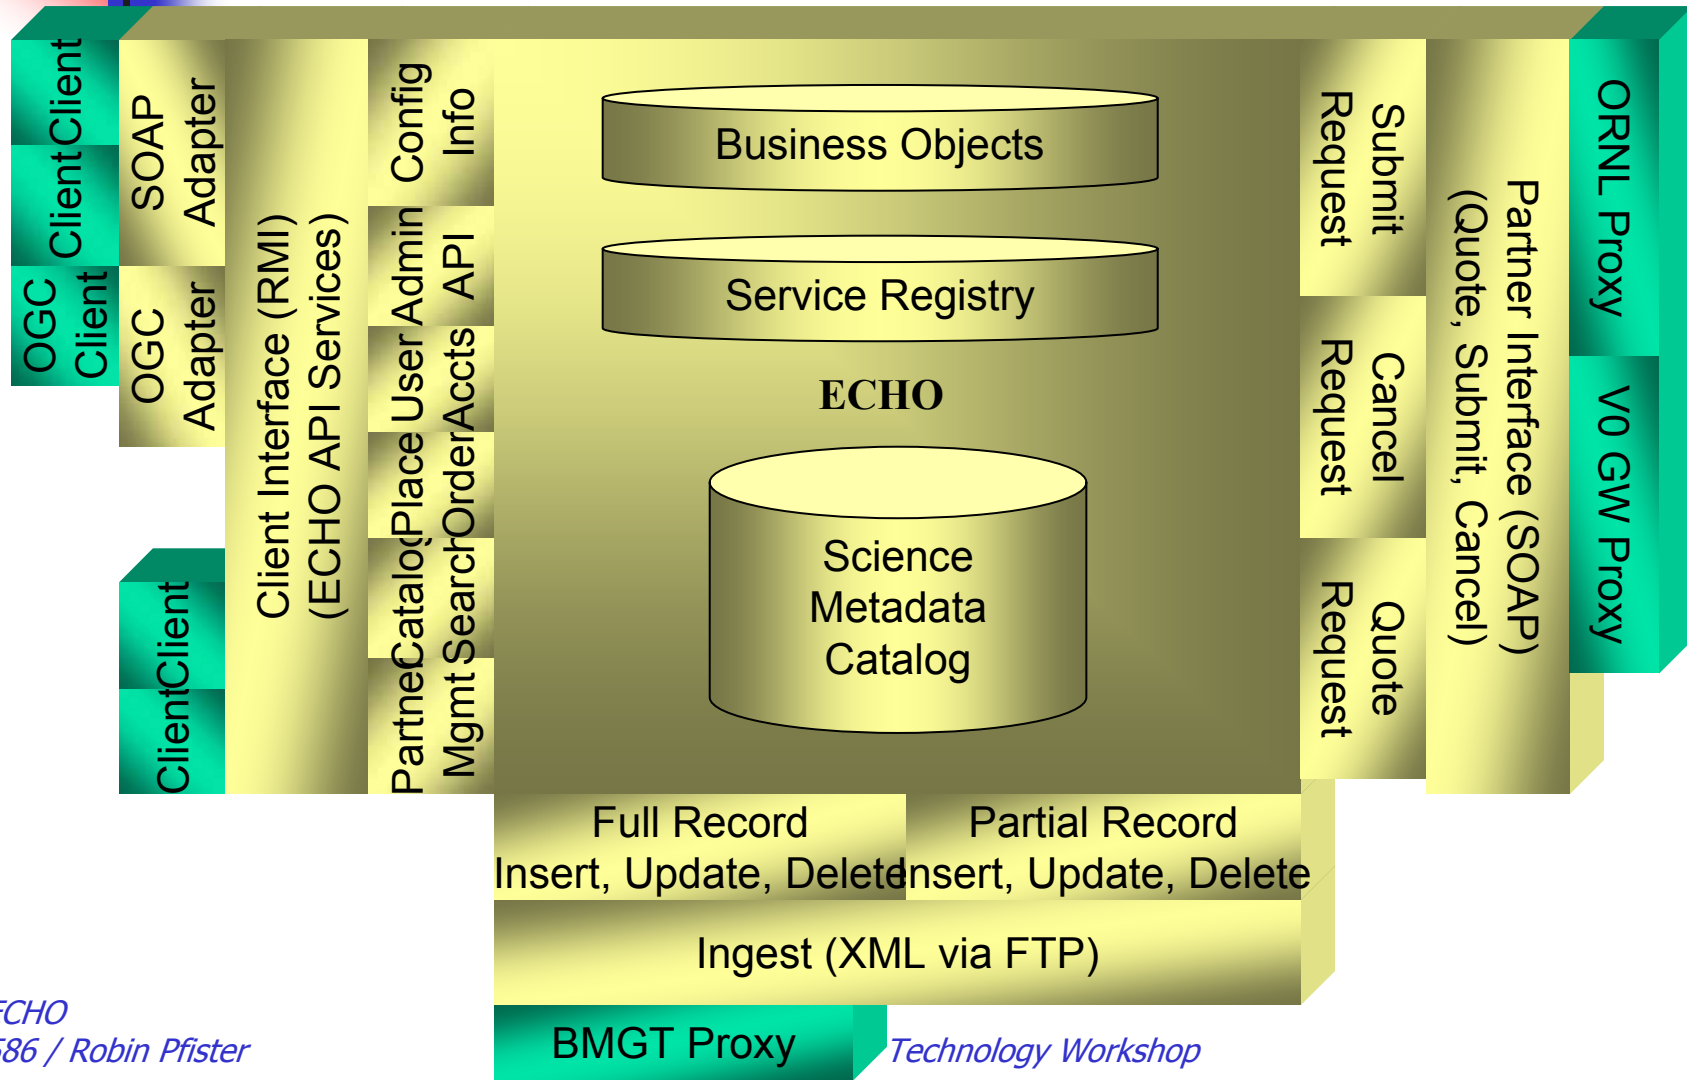 Client
Client
OGC
Client
SOAP
Adapter
OGC
Adapter
Client
Client
Client Interface (RMI)
(ECHO API Services)
Config
Info
Admin
API
User
Accts
Place
Order
Catalog
Search
Partner
Mgmt
Business Objects
Service Registry
ECHO
Science
Metadata
Catalog
Submit
Request
Cancel
Request
Quote
Request
Partner Interface (SOAP)
(Quote, Submit, Cancel)
ORNL Proxy
V0 GW Proxy
Full Record
Insert, Update, Delete
Partial Record
Insert, Update, Delete
Ingest (XML via FTP)
BMGT Proxy
ECHO
586 / Robin Pfister
Technology Workshop